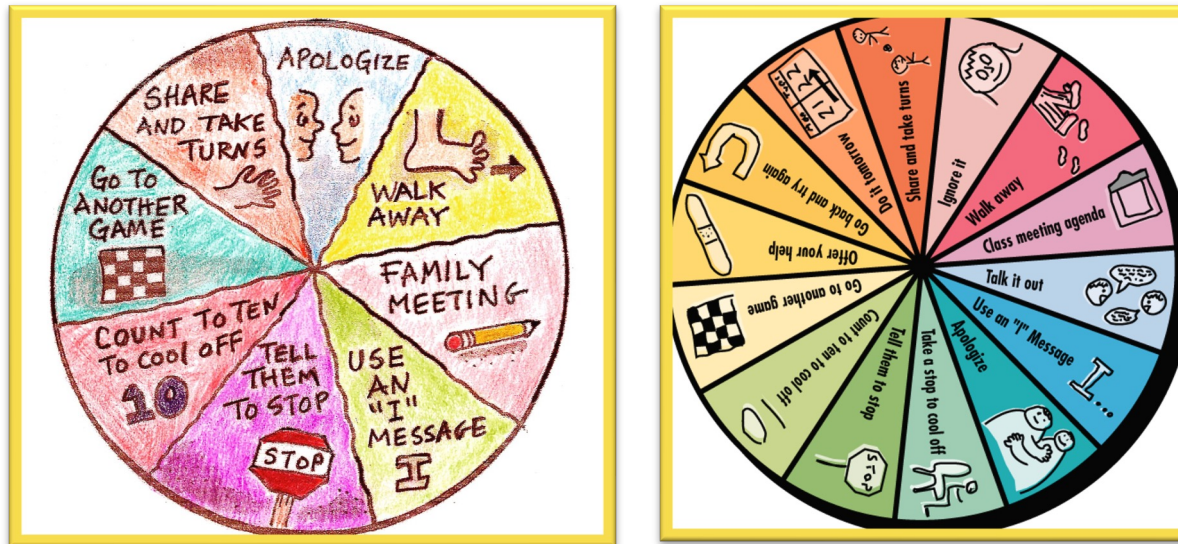 APOLOGIZE
WALK
AWAY
FAMILY
MEETING
USE
AN
"I"
MESSAGE
I
TELL
THEM
TO STOP
STOP
COUNT TO TEN
TO COOL OFF
10
GO TO
ANOTHER
GAME
SHARE
AND TAKE
TURNS
Ignore it
Walk away
Class meeting agenda
Talk it out
Use an "I" Message
I...
Apologize
Take a stop to cool off
Tell them to stop
STOP
Count to ten to cool off
10
Go to another game
Offer your help
Go back and try again
Do it tomorrow
Share and take turns